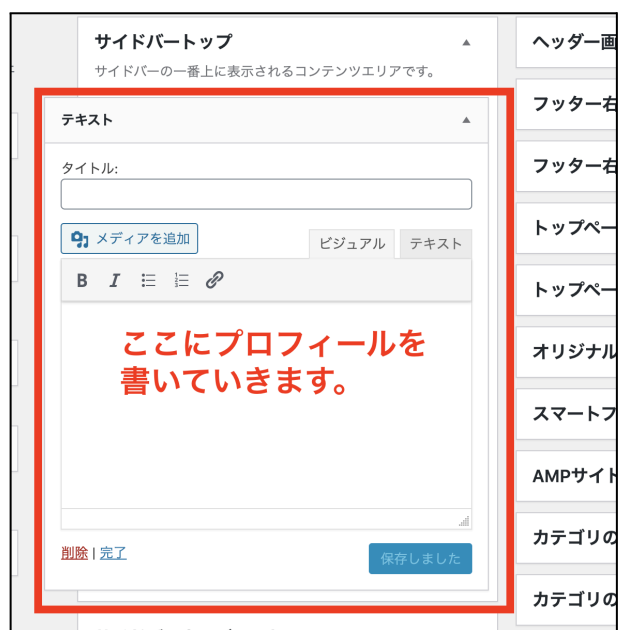 サイドバートップ
サイドバーの一番上に表示されるコンテンツエリアです。
テキスト
タイトル:
メディアを追加
ビジュアル
テキスト
B
I
ここにプロフィールを
書いていきます。
削除 | 完了
保存しました
ヘッダー画
フッター右
フッター右
トップペー
トップペー
オリジナル
スマートフ
AMPサイト
カテゴリの
カテゴリの